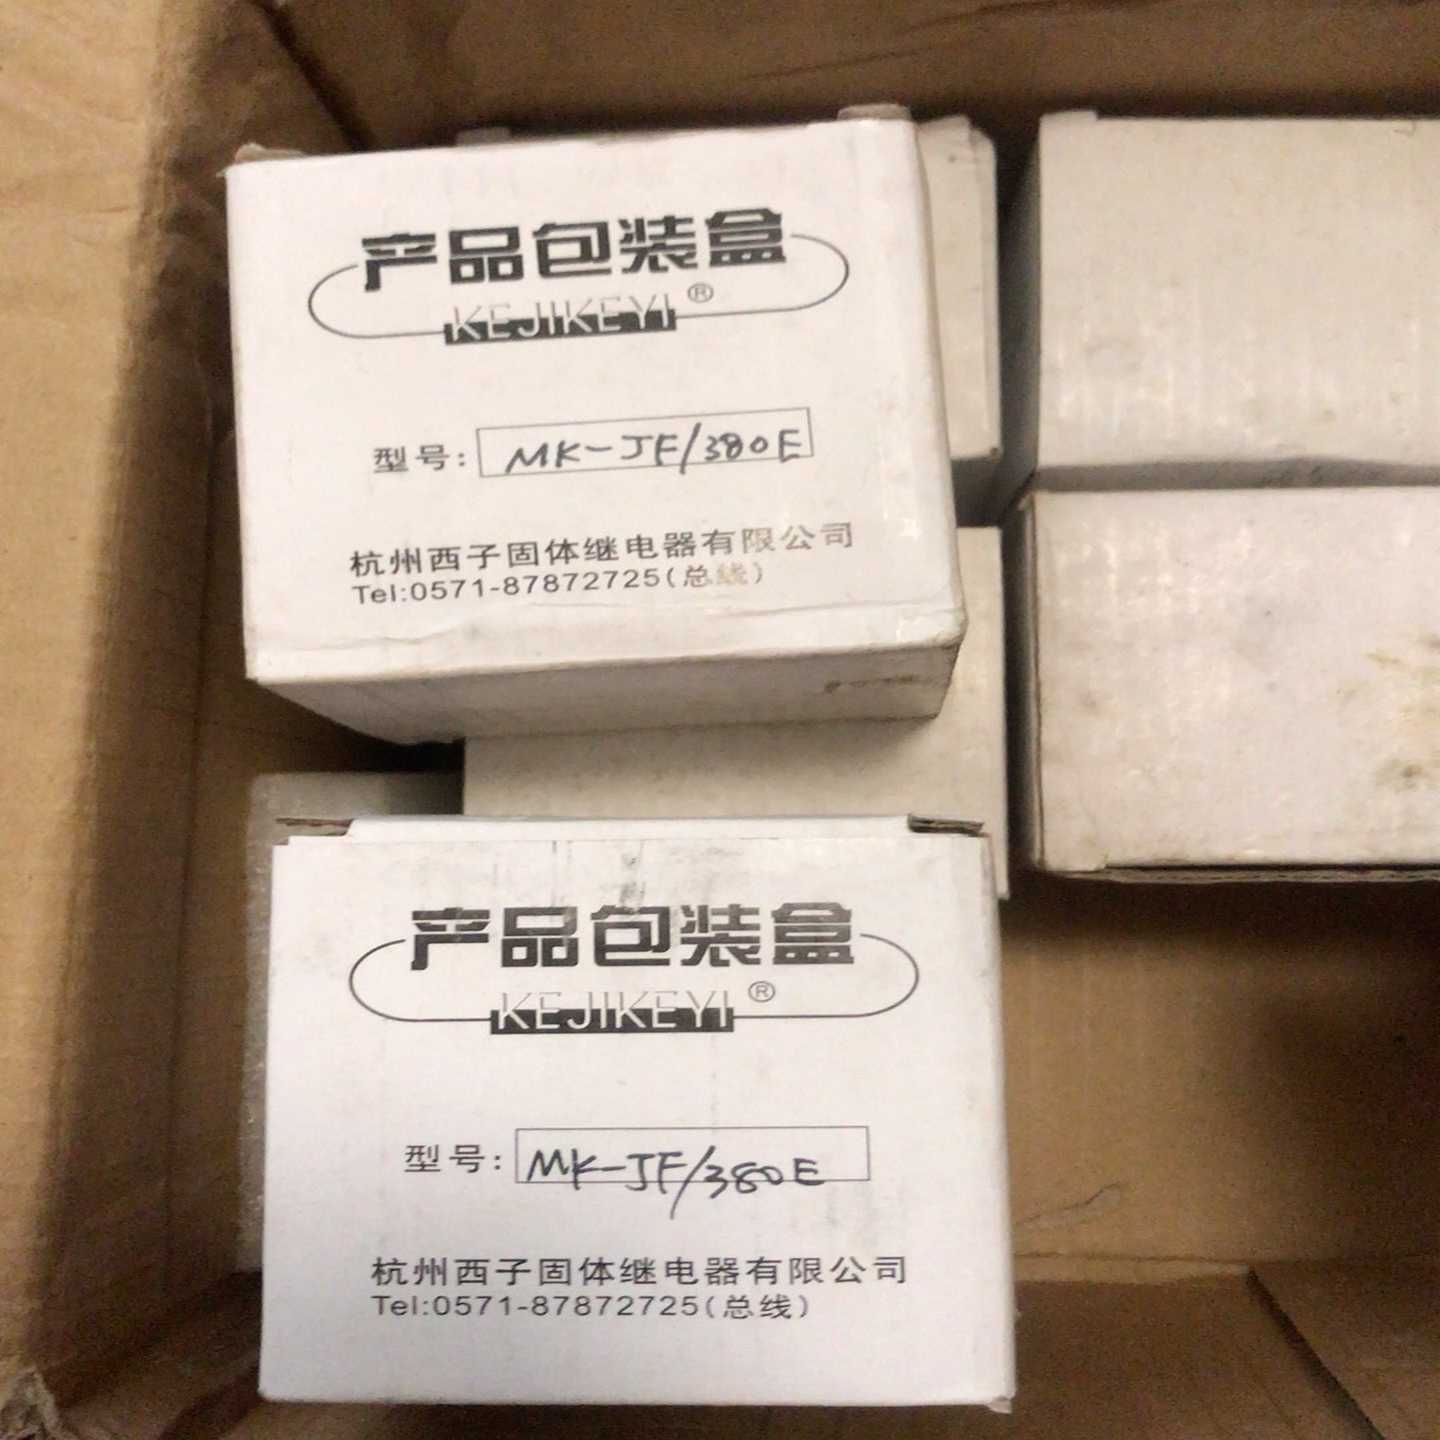 产品包装盒
KEJIKEYI®
型号: MK-JF/380E
杭州西子固体继电器有限公司
Tel:0571-87872725(总线)
产品包装盒
KEJIKEYI®
型号: MK-JF/380E
杭州西子固体继电器有限公司
Tel:0571-87872725(总线)